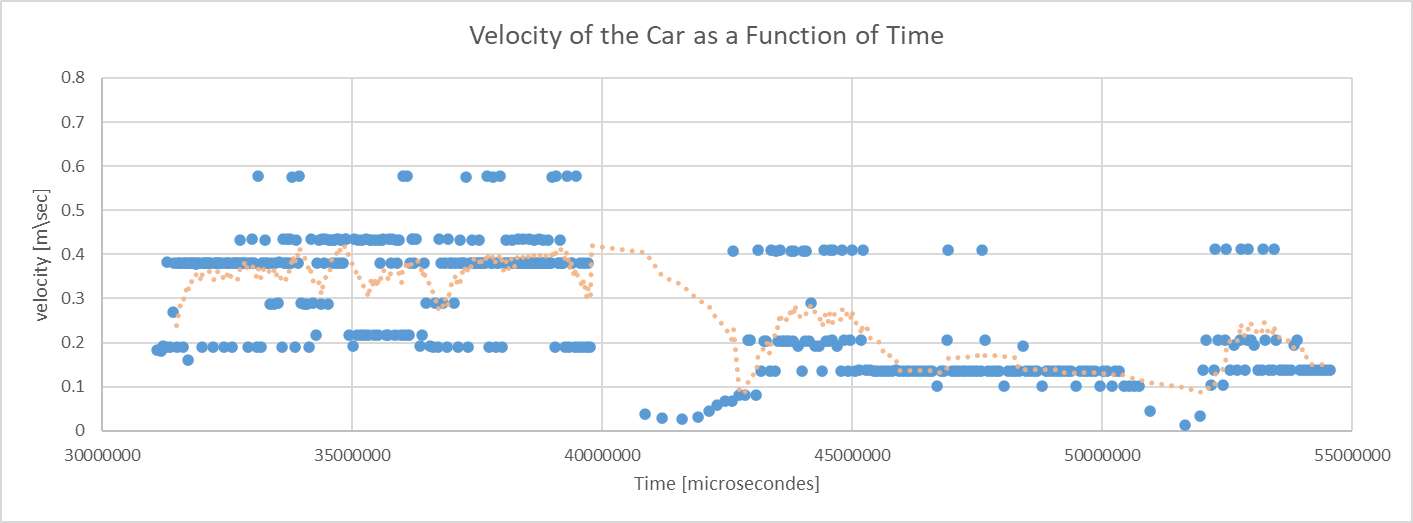 Velocity of the Car as a Function of Time
0.8
0.7
0.6
0.5
0.4
0.3
0.2
0.1
0
velocity [m\sec]
30000000 35000000 40000000 45000000 50000000 55000000
Time [microsecondes]